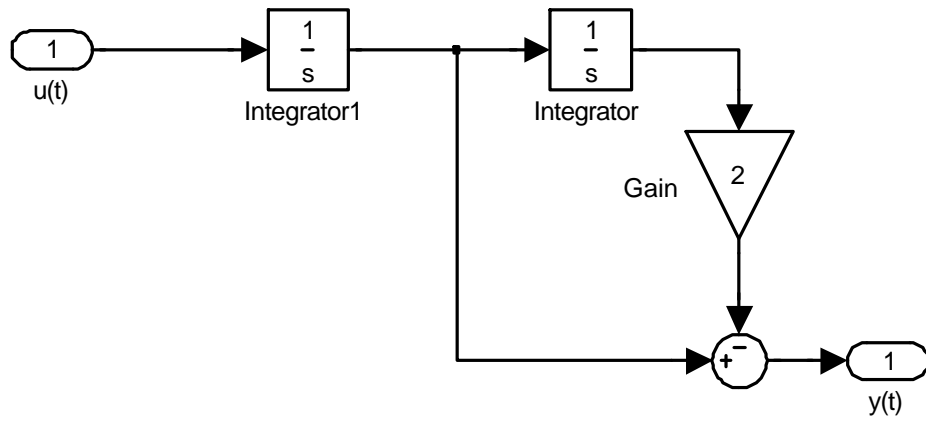 1
u(t)
1
s
Integrator1
1
s
Integrator
Gain
2
+
−
1
y(t)